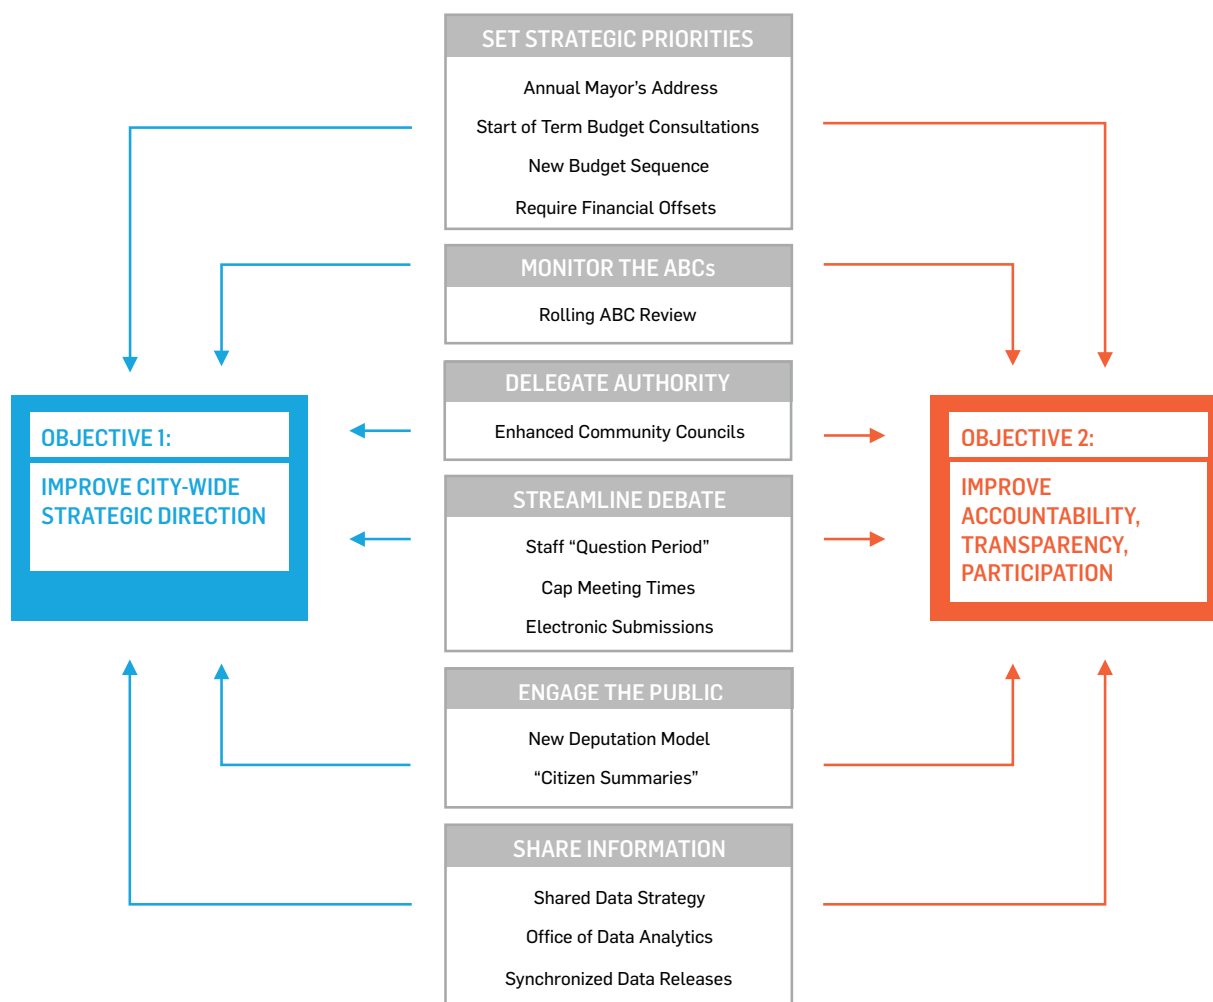 SET STRATEGIC PRIORITIES
Annual Mayor’s Address
Start of Term Budget Consultations
New Budget Sequence
Require Financial Offsets
MONITOR THE ABCs
Rolling ABC Review
DELEGATE AUTHORITY
Enhanced Community Councils
OBJECTIVE 1:
IMPROVE CITY-WIDE
STRATEGIC DIRECTION
STREAMLINE DEBATE
Staff “Question Period”
Cap Meeting Times
Electronic Submissions
OBJECTIVE 2:
IMPROVE
ACCOUNTABILITY,
TRANSPARENCY,
PARTICIPATION
ENGAGE THE PUBLIC
New Deputation Model
“Citizen Summaries”
SHARE INFORMATION
Shared Data Strategy
Office of Data Analytics
Synchronized Data Releases